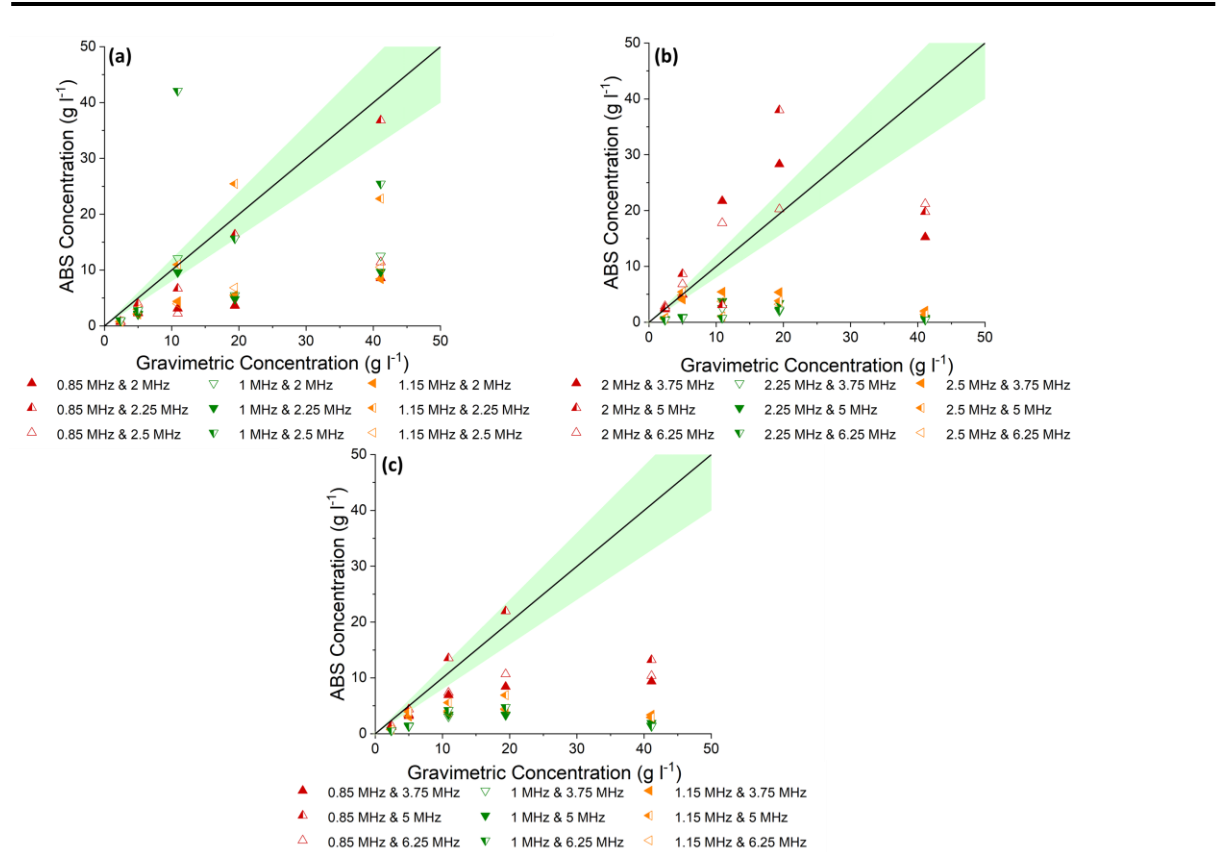 (a)
50
40
30
20
10
0
ABS Concentration (g l⁻¹)
0 10 20 30 40 50
Gravimetric Concentration (g l⁻¹)
0.85 MHz & 2 MHz 1 MHz & 2 MHz 1.15 MHz & 2 MHz
0.85 MHz & 2.25 MHz 1 MHz & 2.25 MHz 1.15 MHz & 2.25 MHz
0.85 MHz & 2.5 MHz 1 MHz & 2.5 MHz 1.15 MHz & 2.5 MHz
(b)
50
40
30
20
10
0
ABS Concentration (g l⁻¹)
0 10 20 30 40 50
Gravimetric Concentration (g l⁻¹)
2 MHz & 3.75 MHz 2.25 MHz & 3.75 MHz 2.5 MHz & 3.75 MHz
2 MHz & 5 MHz 2.25 MHz & 5 MHz 2.5 MHz & 5 MHz
2 MHz & 6.25 MHz 2.25 MHz & 6.25 MHz 2.5 MHz & 6.25 MHz
(c)
50
40
30
20
10
0
ABS Concentration (g l⁻¹)
0 10 20 30 40 50
Gravimetric Concentration (g l⁻¹)
0.85 MHz & 3.75 MHz 1 MHz & 3.75 MHz 1.15 MHz & 3.75 MHz
0.85 MHz & 5 MHz 1 MHz & 5 MHz 1.15 MHz & 5 MHz
0.85 MHz & 6.25 MHz 1 MHz & 6.25 MHz 1.15 MHz & 6.25 MHz